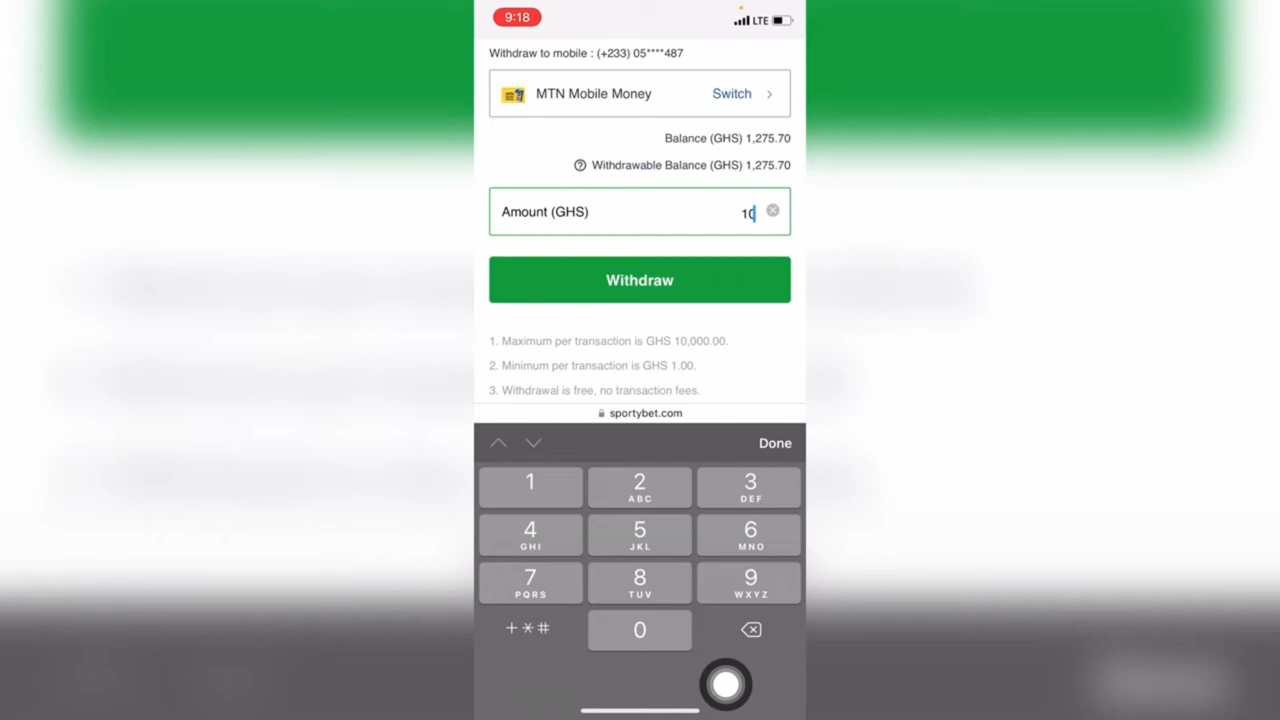 9:18
LTE
Withdraw to mobile : (+233) 05****487
MTN Mobile Money
Switch
Balance (GHS) 1,275.70
Withdrawable Balance (GHS) 1,275.70
Amount (GHS)
10
Withdraw
1. Maximum per transaction is GHS 10,000.00.
2. Minimum per transaction is GHS 1.00.
3. Withdrawal is free, no transaction fees.
sportybet.com
Done
1
2
3
ABC
DEF
4
5
6
GHI
JKL
MNO
7
8
9
PQRS
TUV
WXYZ
+*#
0